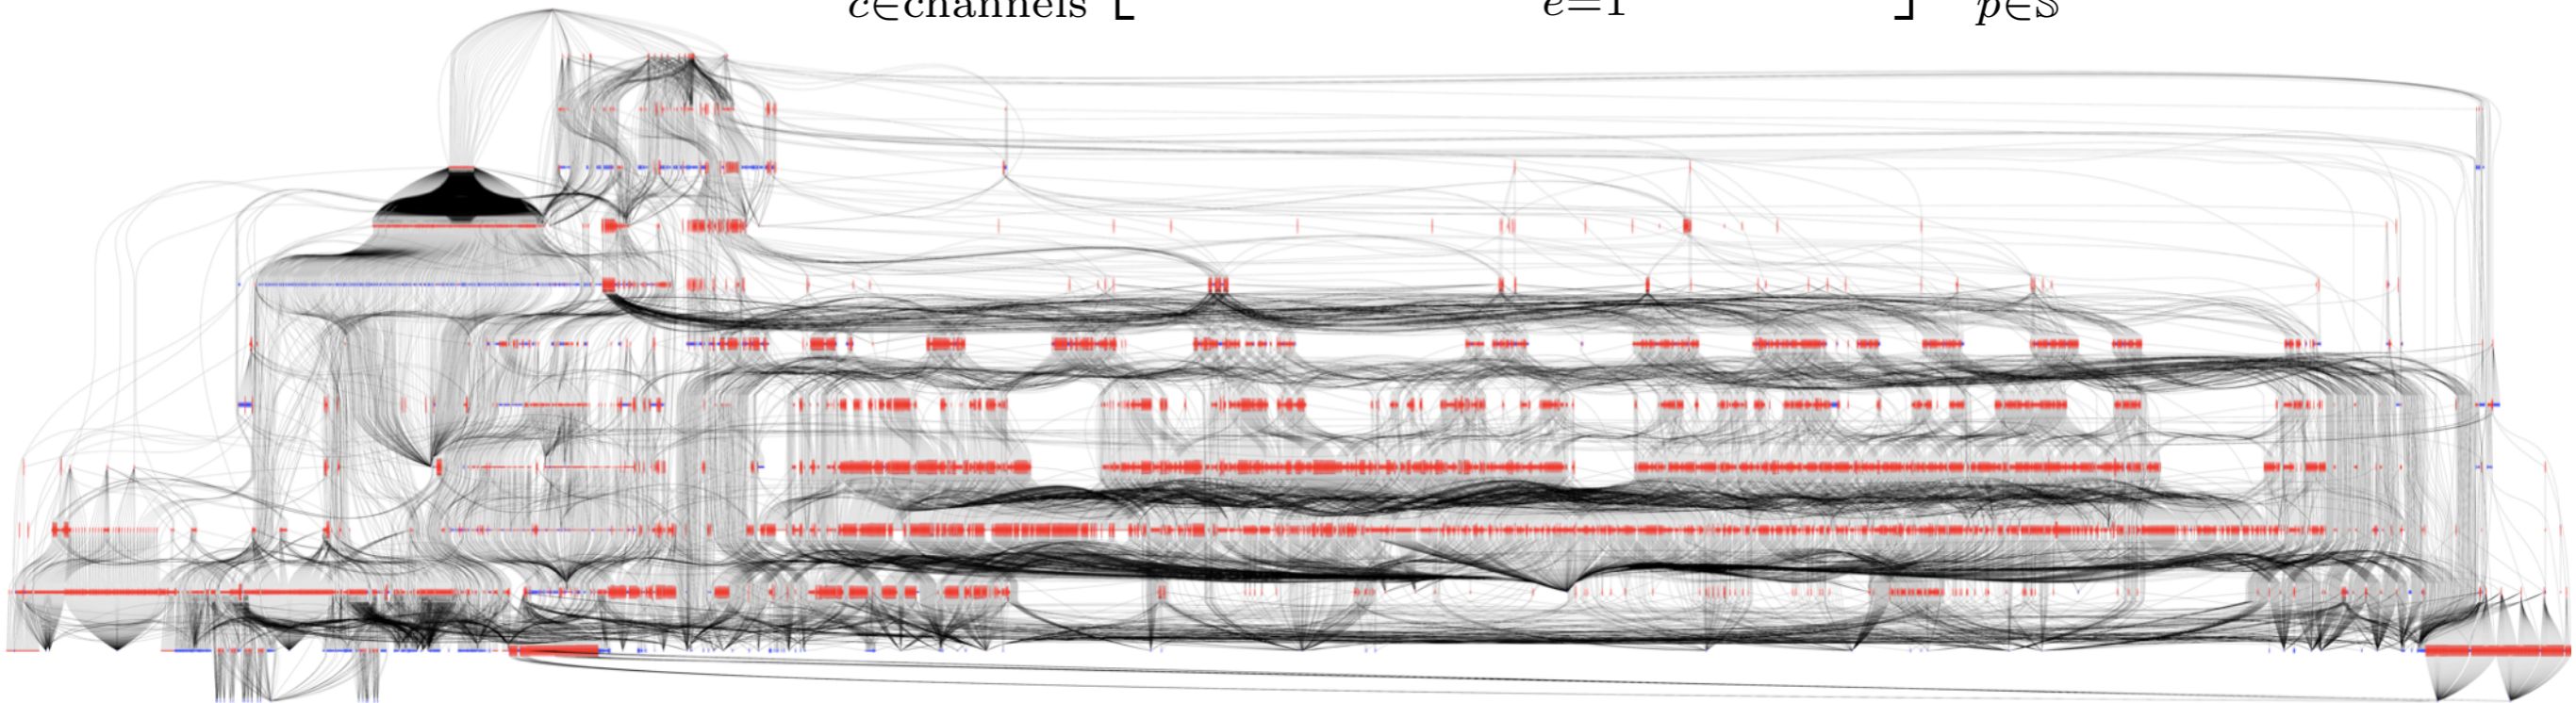 c∈channels [ e=1 ] p∈𝕊